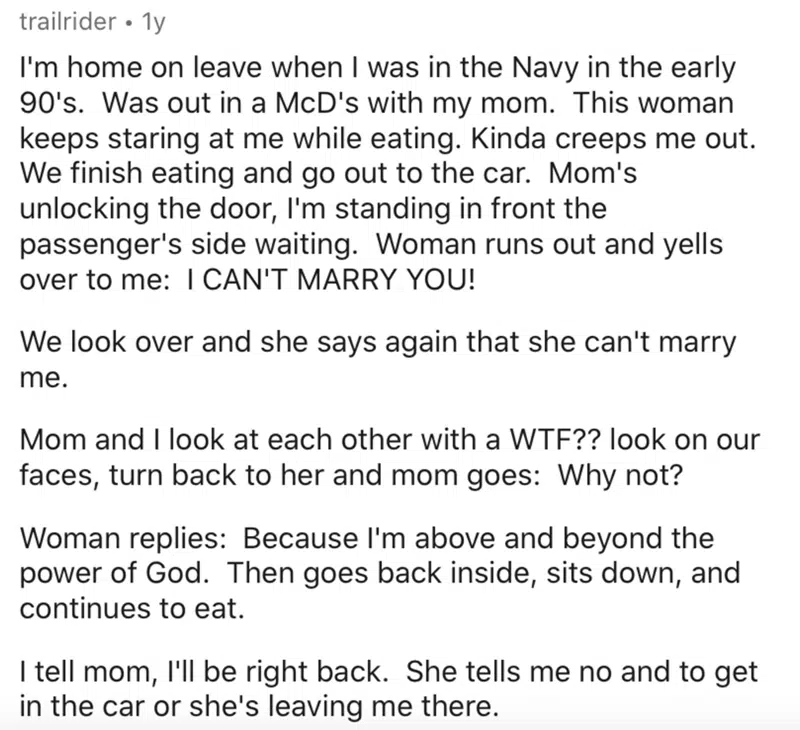 trailrider • 1y
I'm home on leave when I was in the Navy in the early
90's.  Was out in a McD's with my mom.  This woman
keeps staring at me while eating. Kinda creeps me out.
We finish eating and go out to the car.  Mom's
unlocking the door, I'm standing in front the
passenger's side waiting.  Woman runs out and yells
over to me:  I CAN'T MARRY YOU!
We look over and she says again that she can't marry
me.
Mom and I look at each other with a WTF?? look on our
faces, turn back to her and mom goes:  Why not?
Woman replies:  Because I'm above and beyond the
power of God.  Then goes back inside, sits down, and
continues to eat.
I tell mom, I'll be right back.  She tells me no and to get
in the car or she's leaving me there.